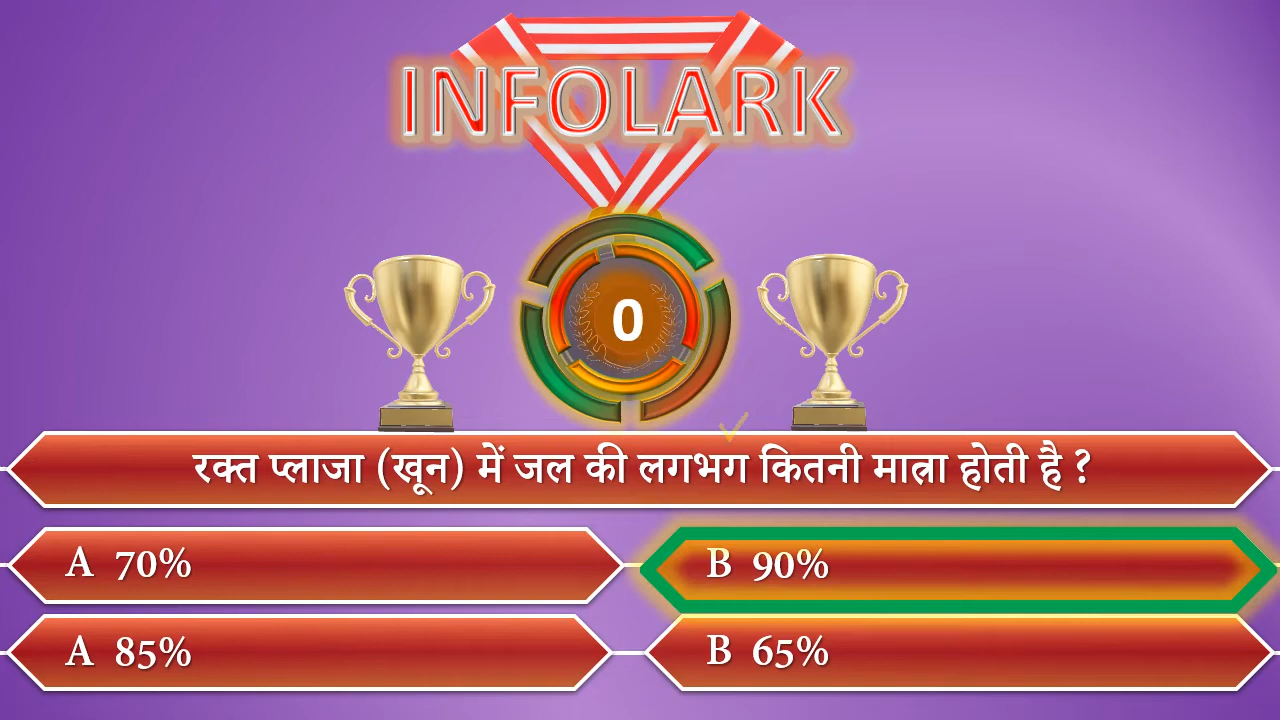 INFOLARK
0
रक्त प्लाजा (खून) में जल की लगभग कितनी मात्रा होती है ?
A 70%
B 90%
A 85%
B 65%